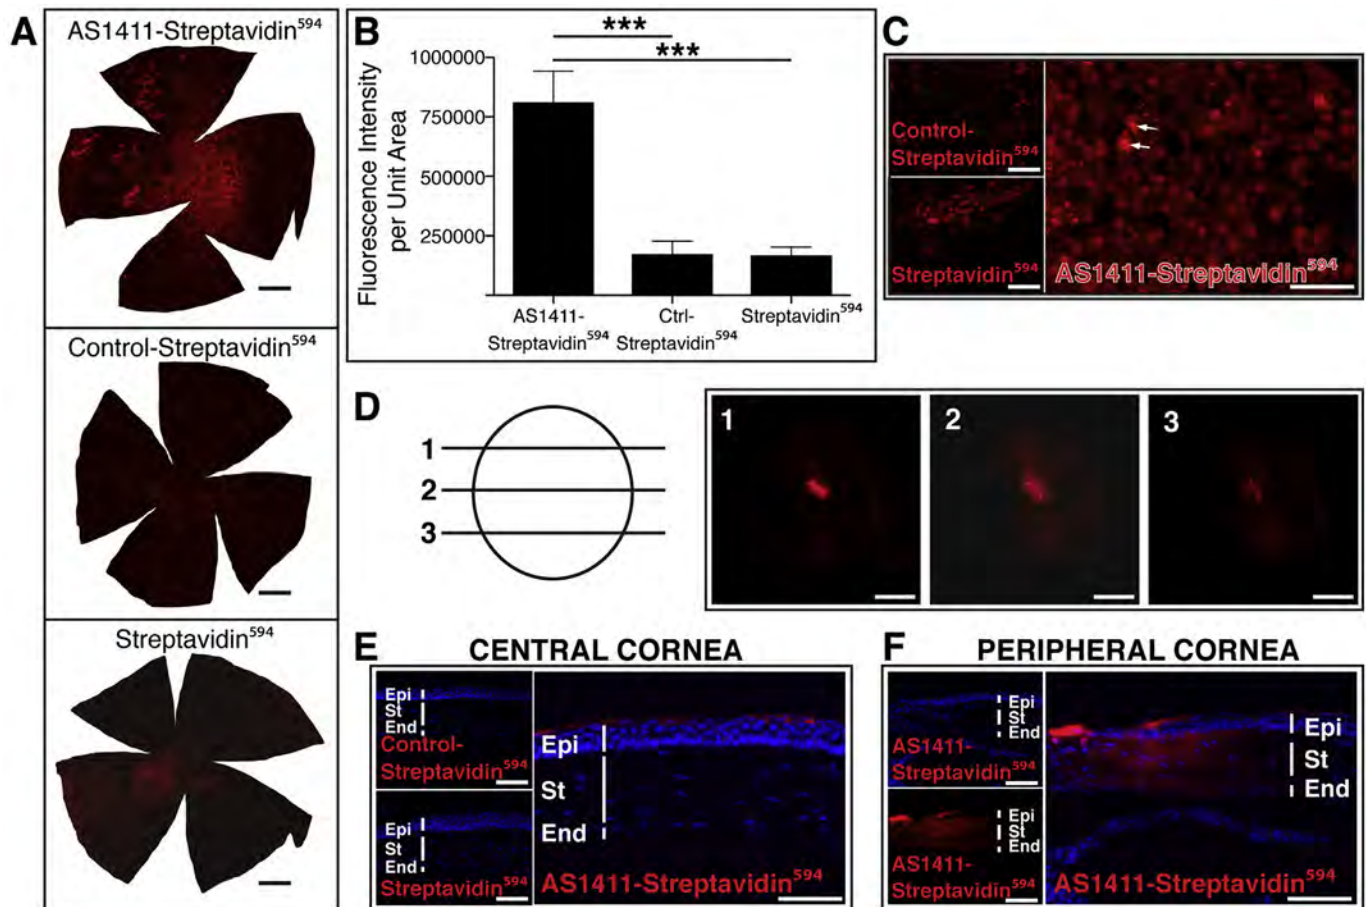 A
AS1411-Streptavidin⁵⁹⁴
Control-Streptavidin⁵⁹⁴
Streptavidin⁵⁹⁴
B
***
***
Fluorescence Intensity
per Unit Area
1000000
750000
500000
250000
AS1411-
Streptavidin⁵⁹⁴
Ctrl-
Streptavidin⁵⁹⁴
Streptavidin⁵⁹⁴
C
Control-
Streptavidin⁵⁹⁴
Streptavidin⁵⁹⁴
AS1411-Streptavidin⁵⁹⁴
D
1
2
3
1
2
3
E
CENTRAL CORNEA
Epi
St
End
Control-
Streptavidin⁵⁹⁴
Epi
St
End
Streptavidin⁵⁹⁴
Epi
St
End
AS1411-Streptavidin⁵⁹⁴
F
PERIPHERAL CORNEA
Epi
St
End
AS1411-
Streptavidin⁵⁹⁴
Epi
St
End
AS1411-
Streptavidin⁵⁹⁴
Epi
St
End
AS1411-Streptavidin⁵⁹⁴